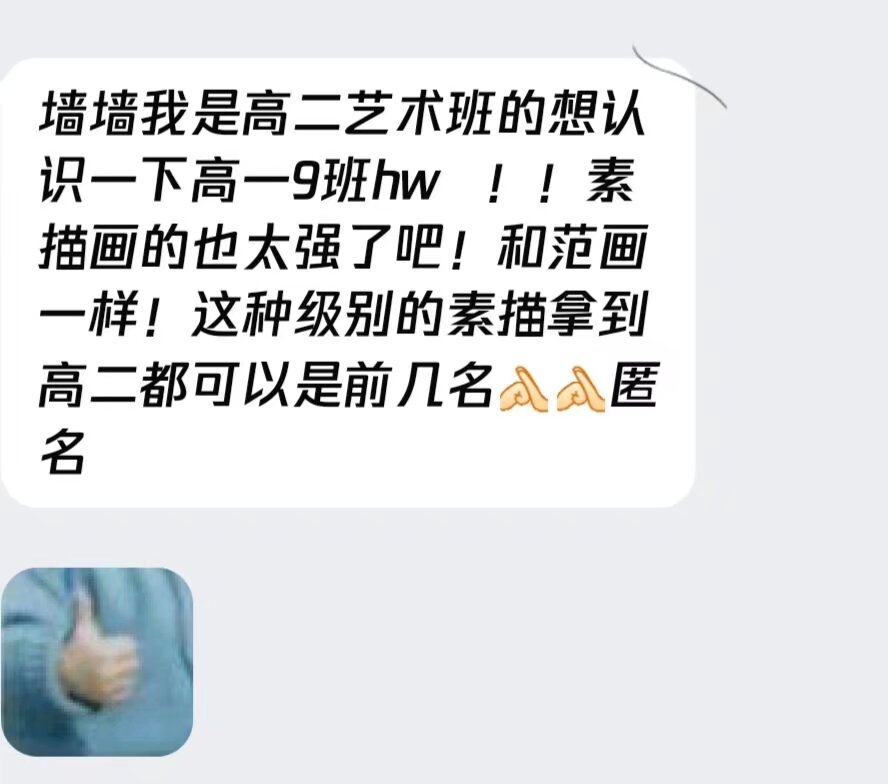 墙墙我是高二艺术班的想认
识一下高一9班hw ！！素
描画的也太强了吧！和范画
一样！这种级别的素描拿到
高二都可以是前几名🫰🫰匿
名